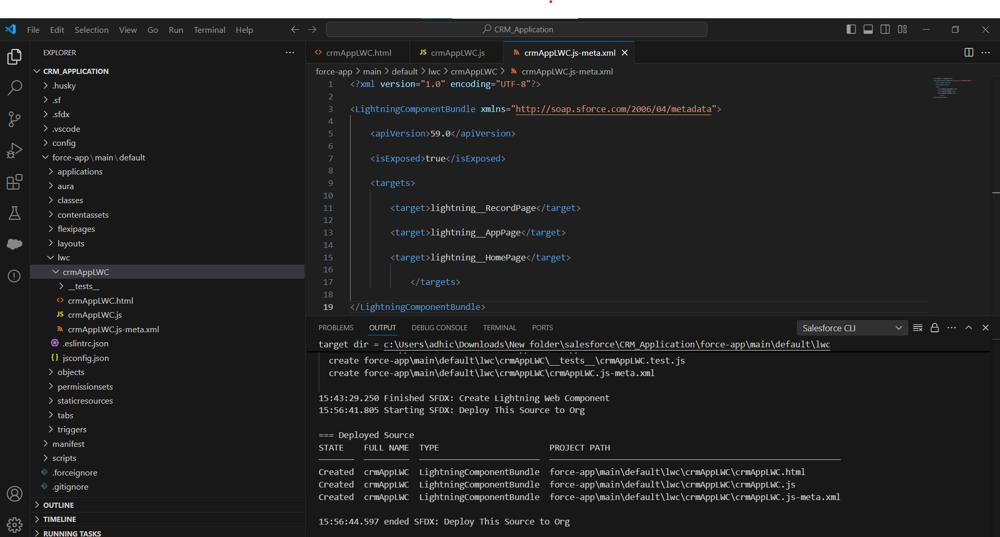 File Edit Selection View Go Run Terminal Help
CRM_Application
EXPLORER
CRM_APPLICATION
.husky
.sf
.sfdx
.vscode
config
force-app\main\default
applications
aura
classes
contentassets
flexipages
layouts
lwc
crmAppLWC
__tests__
crmAppLWC.html
JS crmAppLWC.js
crmAppLWC.js-meta.xml
.eslintrc.json
{} jsconfig.json
objects
permissionsets
staticresources
tabs
triggers
manifest
scripts
.forceignore
.gitignore
OUTLINE
TIMELINE
RUNNING TASKS
crmAppLWC.html JS crmAppLWC.js crmAppLWC.js-meta.xml
force-app > main > default > lwc > crmAppLWC > crmAppLWC.js-meta.xml
1 <?xml version="1.0" encoding="UTF-8"?>
2
3 <LightningComponentBundle xmlns="http://soap.sforce.com/2006/04/metadata">
4
5 <apiVersion>59.0</apiVersion>
6
7 <isExposed>true</isExposed>
8
9 <targets>
10
11 <target>lightning__RecordPage</target>
12
13 <target>lightning__AppPage</target>
14
15 <target>lightning__HomePage</target>
16
17 </targets>
18
19 </LightningComponentBundle>
PROBLEMS OUTPUT DEBUG CONSOLE TERMINAL PORTS Salesforce CLI
target dir = c:\Users\adhic\Downloads\New folder\salesforce\CRM_Application\force-app\main\default\lwc
create force-app\main\default\lwc\crmAppLWC\__tests__\crmAppLWC.test.js
create force-app\main\default\lwc\crmAppLWC\crmAppLWC.js-meta.xml
15:43:29.250 Finished SFDX: Create Lightning Web Component
15:56:41.805 Starting SFDX: Deploy This Source to Org
=== Deployed Source
STATE FULL NAME TYPE PROJECT PATH
Created crmAppLWC LightningComponentBundle force-app\main\default\lwc\crmAppLWC\crmAppLWC.html
Created crmAppLWC LightningComponentBundle force-app\main\default\lwc\crmAppLWC\crmAppLWC.js
Created crmAppLWC LightningComponentBundle force-app\main\default\lwc\crmAppLWC\crmAppLWC.js-meta.xml
15:56:44.597 ended SFDX: Deploy This Source to Org